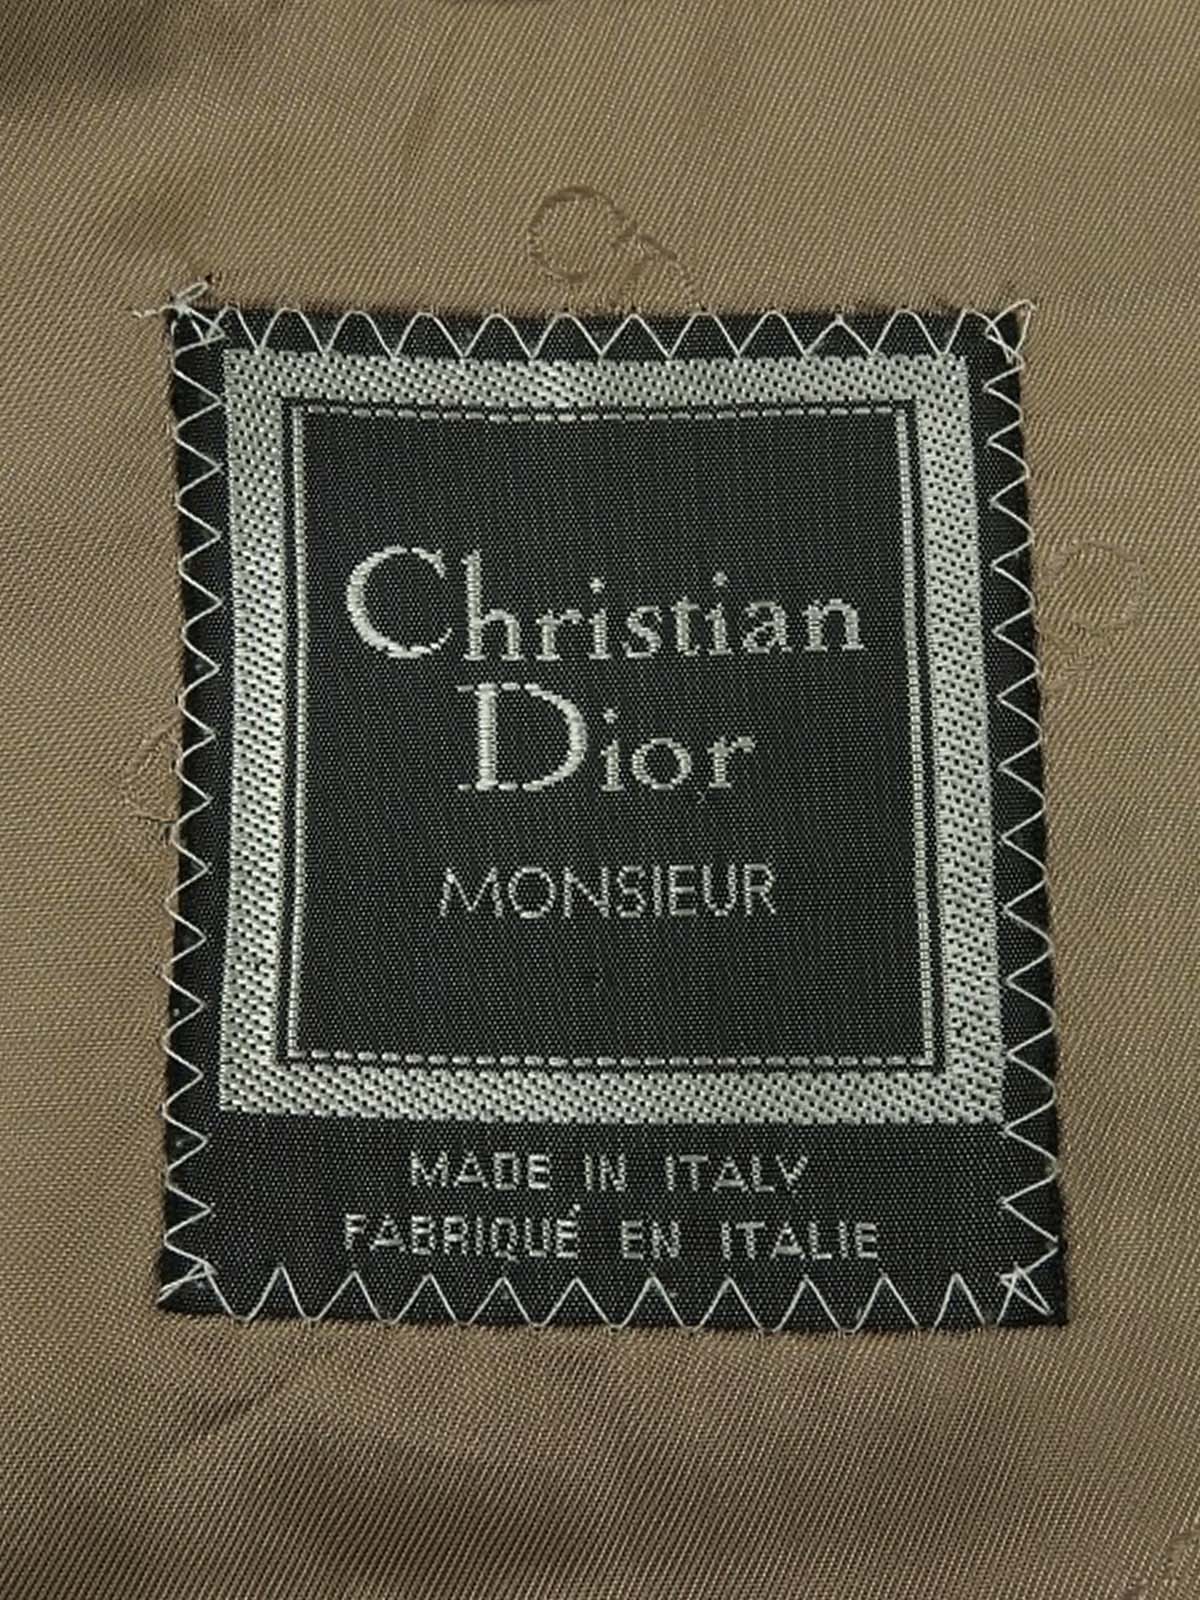 Christian
Dior
MONSIEUR
MADE IN ITALY
FABRIQUÉ EN ITALIE